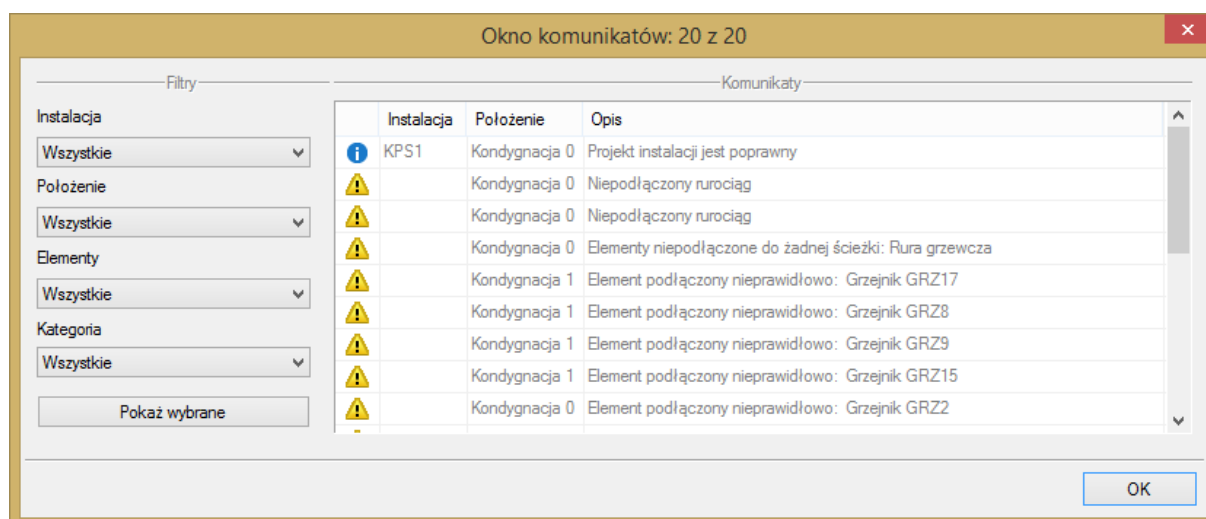 Okno komunikatów: 20 z 20
Filtry
Instalacja
Wszystkie
Położenie
Wszystkie
Elementy
Wszystkie
Kategoria
Wszystkie
Pokaż wybrane
Komunikaty
Instalacja Położenie Opis
KPS1 Kondygnacja 0 Projekt instalacji jest poprawny
Kondygnacja 0 Niepodłączony rurociąg
Kondygnacja 0 Niepodłączony rurociąg
Kondygnacja 0 Elementy niepodłączone do żadnej ścieżki: Rura grzewcza
Kondygnacja 1 Element podłączony nieprawidłowo: Grzejnik GRZ17
Kondygnacja 1 Element podłączony nieprawidłowo: Grzejnik GRZ8
Kondygnacja 1 Element podłączony nieprawidłowo: Grzejnik GRZ9
Kondygnacja 1 Element podłączony nieprawidłowo: Grzejnik GRZ15
Kondygnacja 0 Element podłączony nieprawidłowo: Grzejnik GRZ2
OK